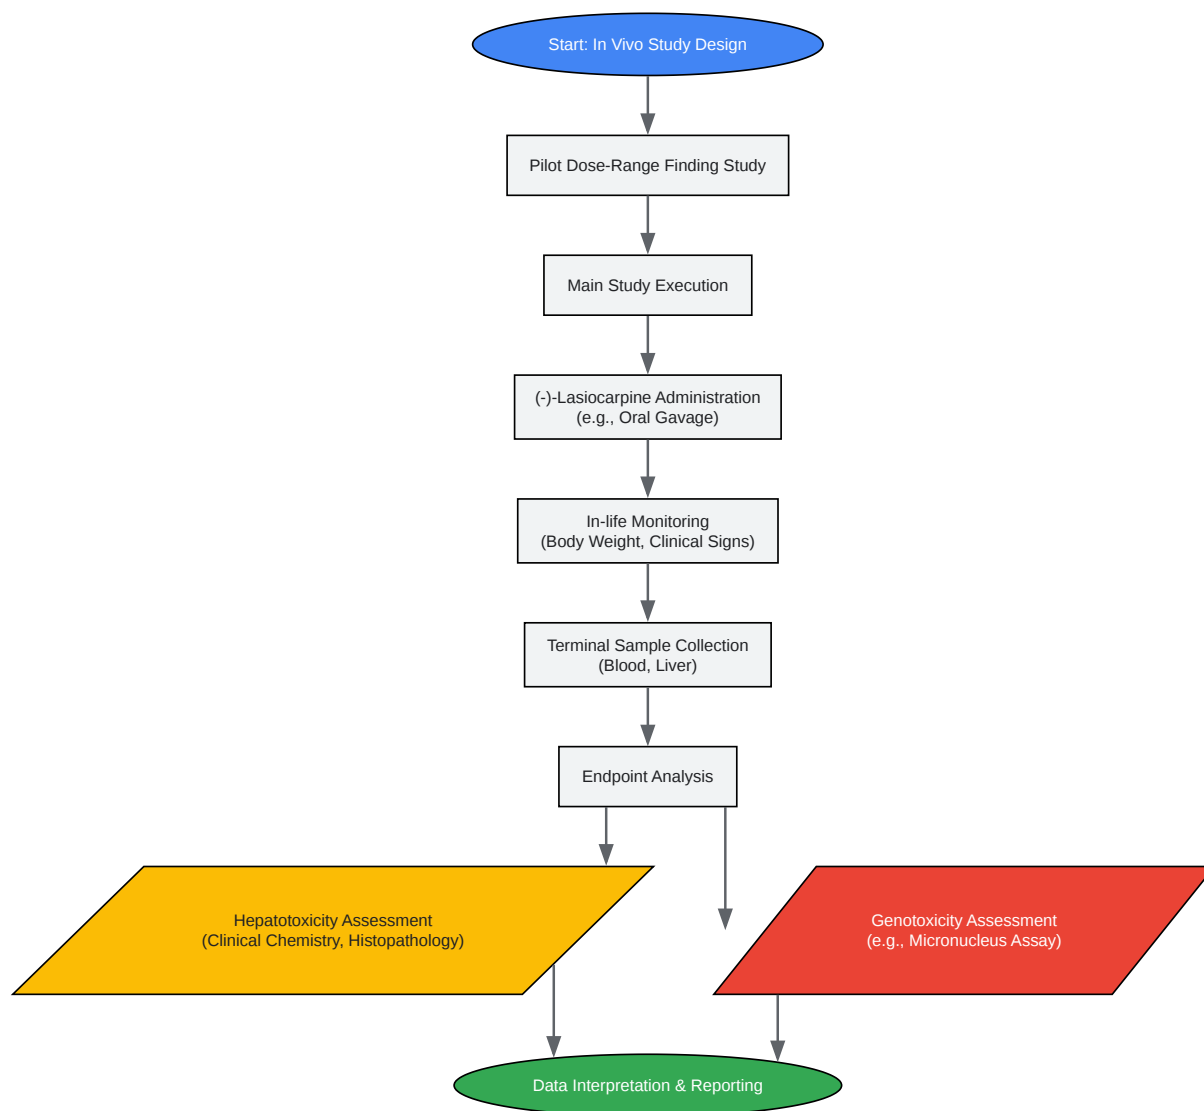 Start: In Vivo Study Design
Pilot Dose-Range Finding Study
Main Study Execution
(-)-Lasiocarpine Administration
(e.g., Oral Gavage)
In-life Monitoring
(Body Weight, Clinical Signs)
Terminal Sample Collection
(Blood, Liver)
Endpoint Analysis
Hepatotoxicity Assessment
(Clinical Chemistry, Histopathology)
Genotoxicity Assessment
(e.g., Micronucleus Assay)
Data Interpretation & Reporting